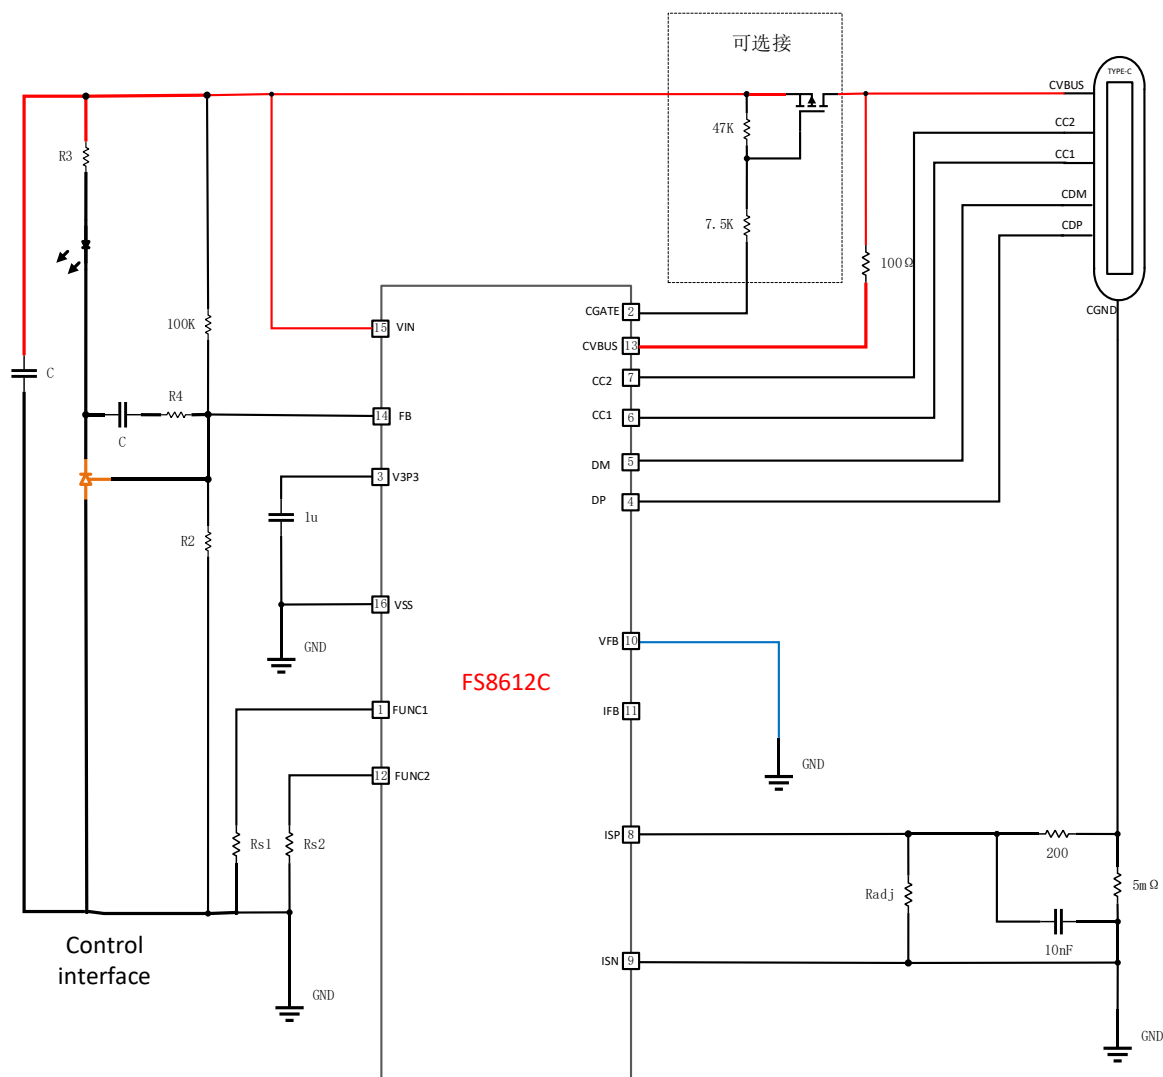 可选接
TYPE-C
CVBUS
CC2
CC1
CDM
CDP
CGND
47K
7.5K
100Ω
R3
100K
C
R4
C
R2
1u
GND
Rs1
Rs2
GND
Control
interface
15
VIN
14
FB
3
V3P3
16
VSS
1
FUNC1
12
FUNC2
FS8612C
CGATE
2
CVBUS
13
CC2
7
CC1
6
DM
5
DP
4
VFB
10
IFB
11
ISP
8
ISN
9
GND
200
Radj
5mΩ
10nF
GND